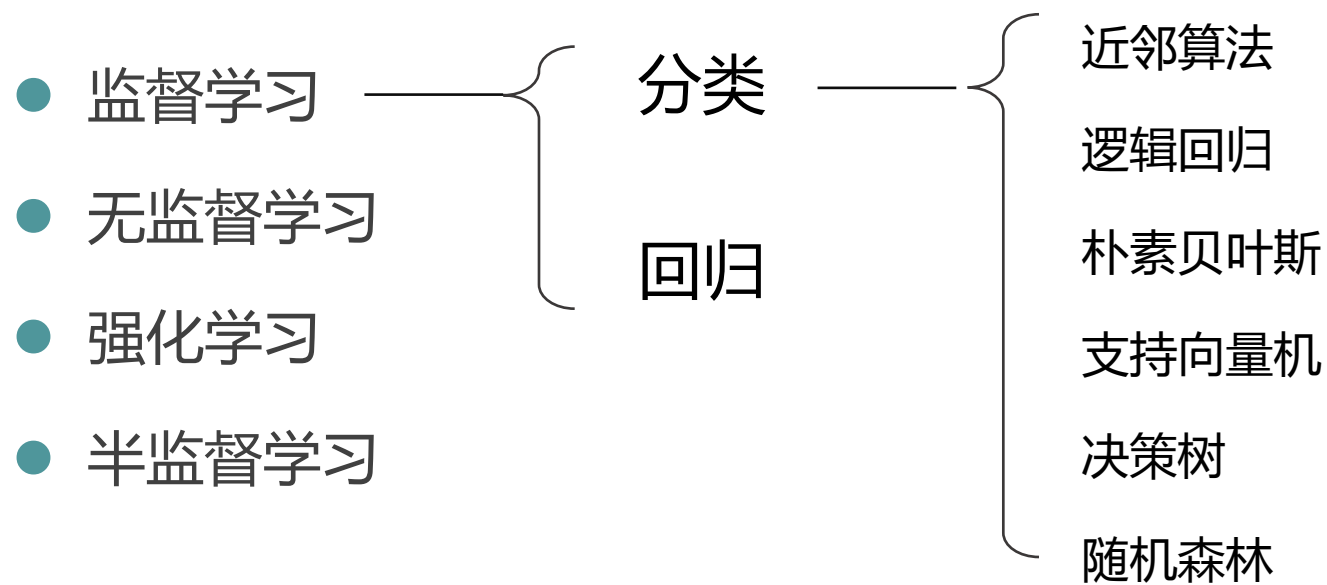 监督学习
无监督学习
强化学习
半监督学习
分类
回归
近邻算法
逻辑回归
朴素贝叶斯
支持向量机
决策树
随机森林